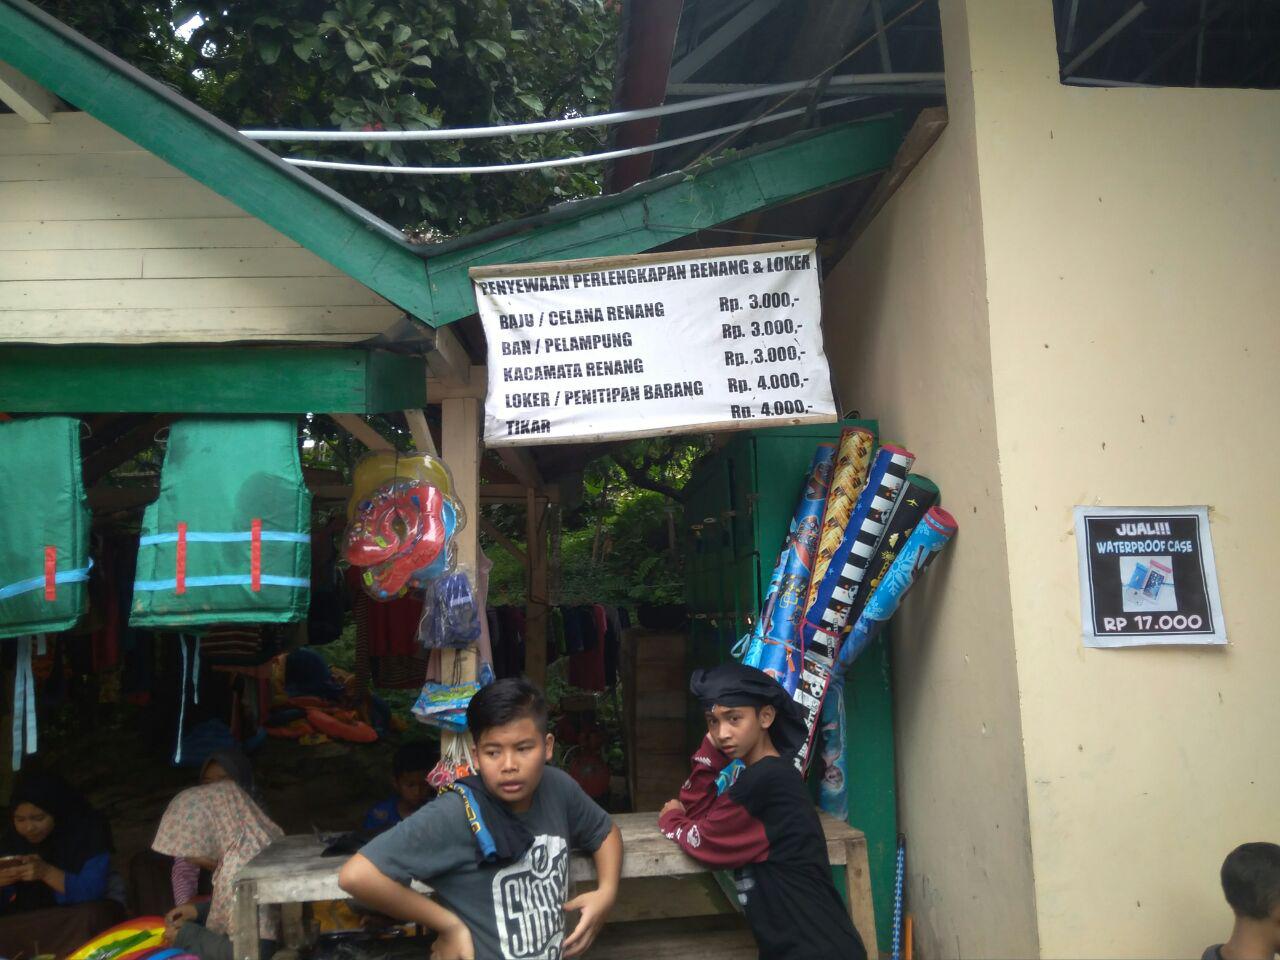 PENYEWAAN PERLENGKAPAN RENANG & LOKER
BAJU / CELANA RENANG Rp. 3.000,-
BAN / PELAMPUNG Rp. 3.000,-
KACAMATA RENANG Rp. 3.000,-
LOKER / PENITIPAN BARANG Rp. 4.000,-
TIKAR Rp. 4.000,-
JUAL!!!
WATERPROOF CASE
RP 17.000